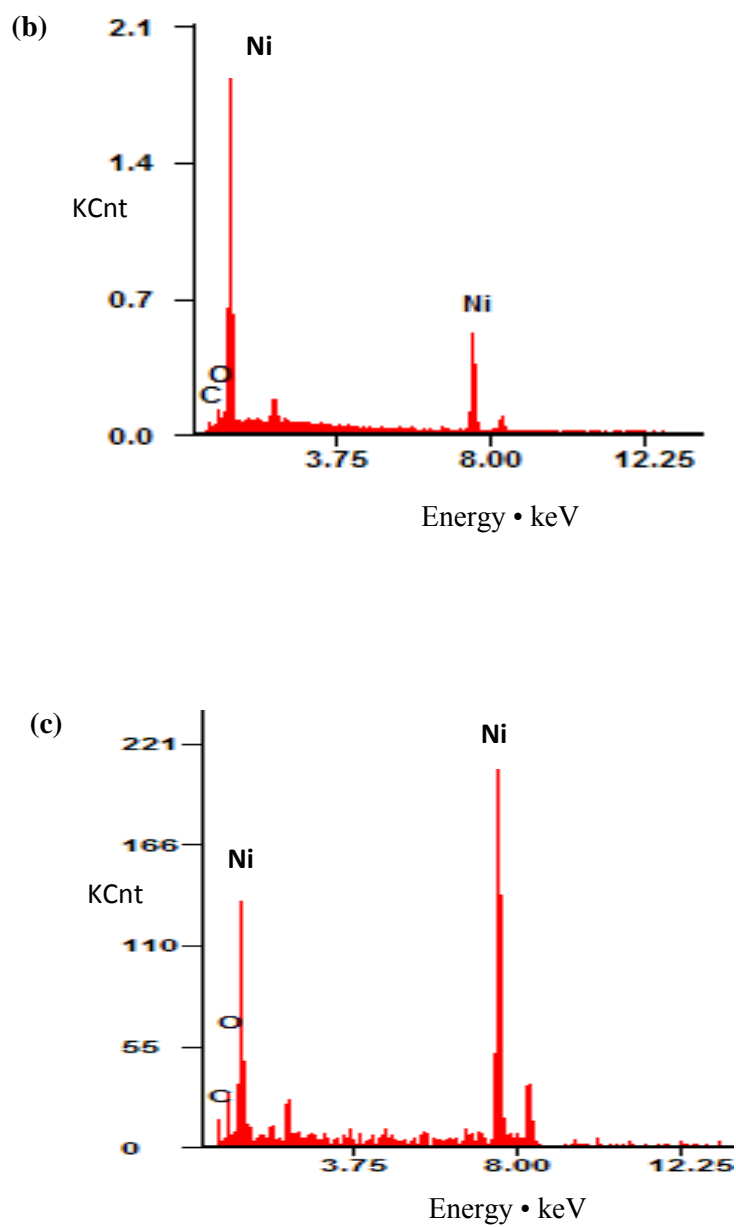 (b)
2.1
Ni
1.4
KCnt
0.7
Ni
O
C
0.0
3.75 8.00 12.25
Energy • keV
(c)
221
Ni
166
Ni
KCnt
110
O
55
C
0
3.75 8.00 12.25
Energy • keV